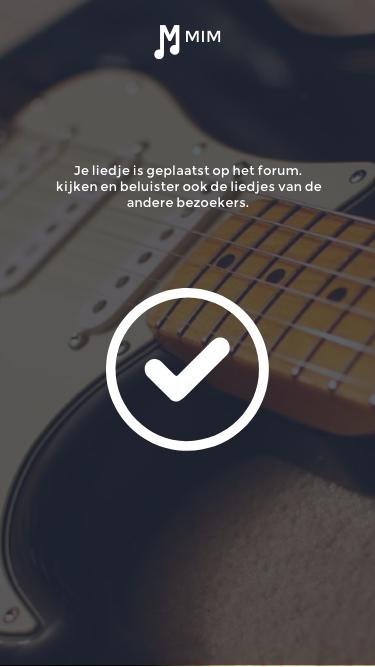 MIM
Je liedje is geplaatst op het forum.
kijken en beluister ook de liedjes van de
andere bezoekers.